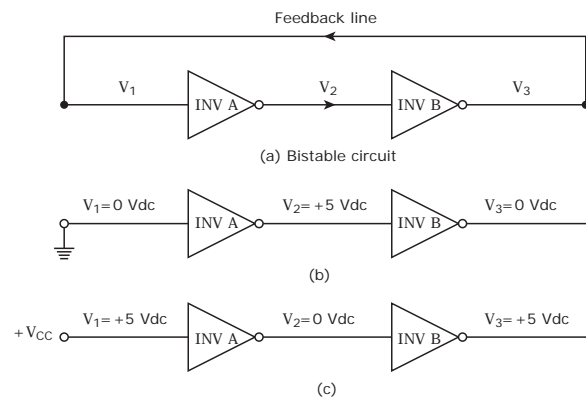 Feedback line
V1 V2 V3
INV A INV B
(a) Bistable circuit
V1= 0 Vdc V2= +5 Vdc V3= 0 Vdc
INV A INV B
(b)
V1= +5 Vdc V2= 0 Vdc V3= +5 Vdc
+VCC INV A INV B
(c)